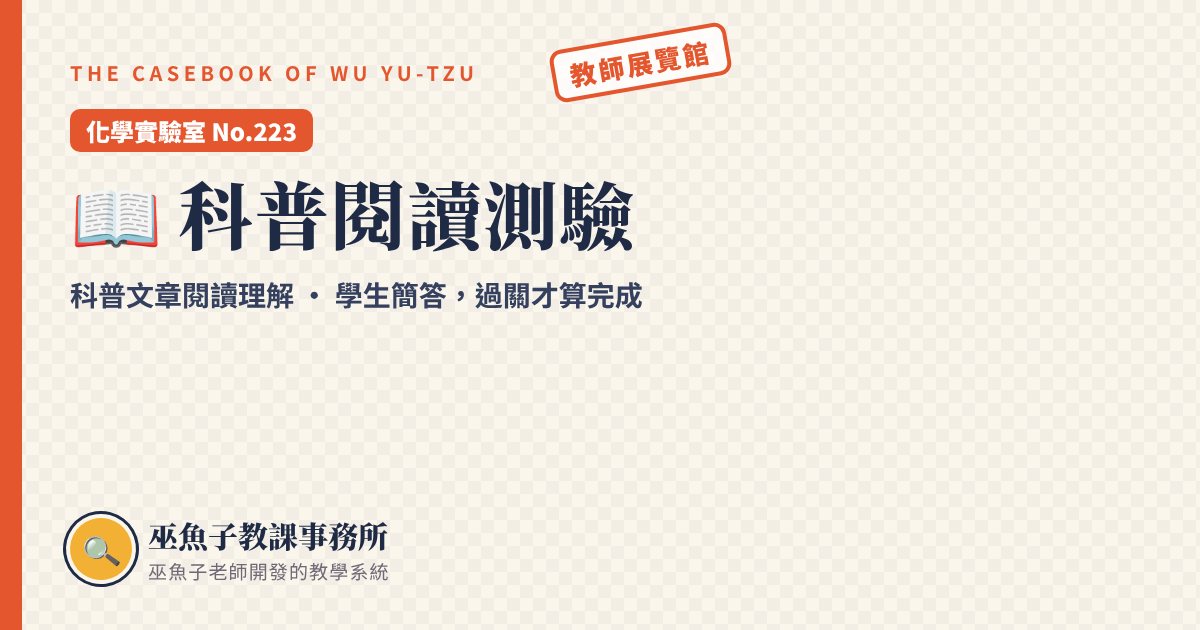 THE CASEBOOK OF WU YU-TZU
教師展覽館
化學實驗室 No.223
科普閱讀測驗
科普文章閱讀理解 · 學生簡答，過關才算完成
巫魚子教課事務所
巫魚子老師開發的教學系統